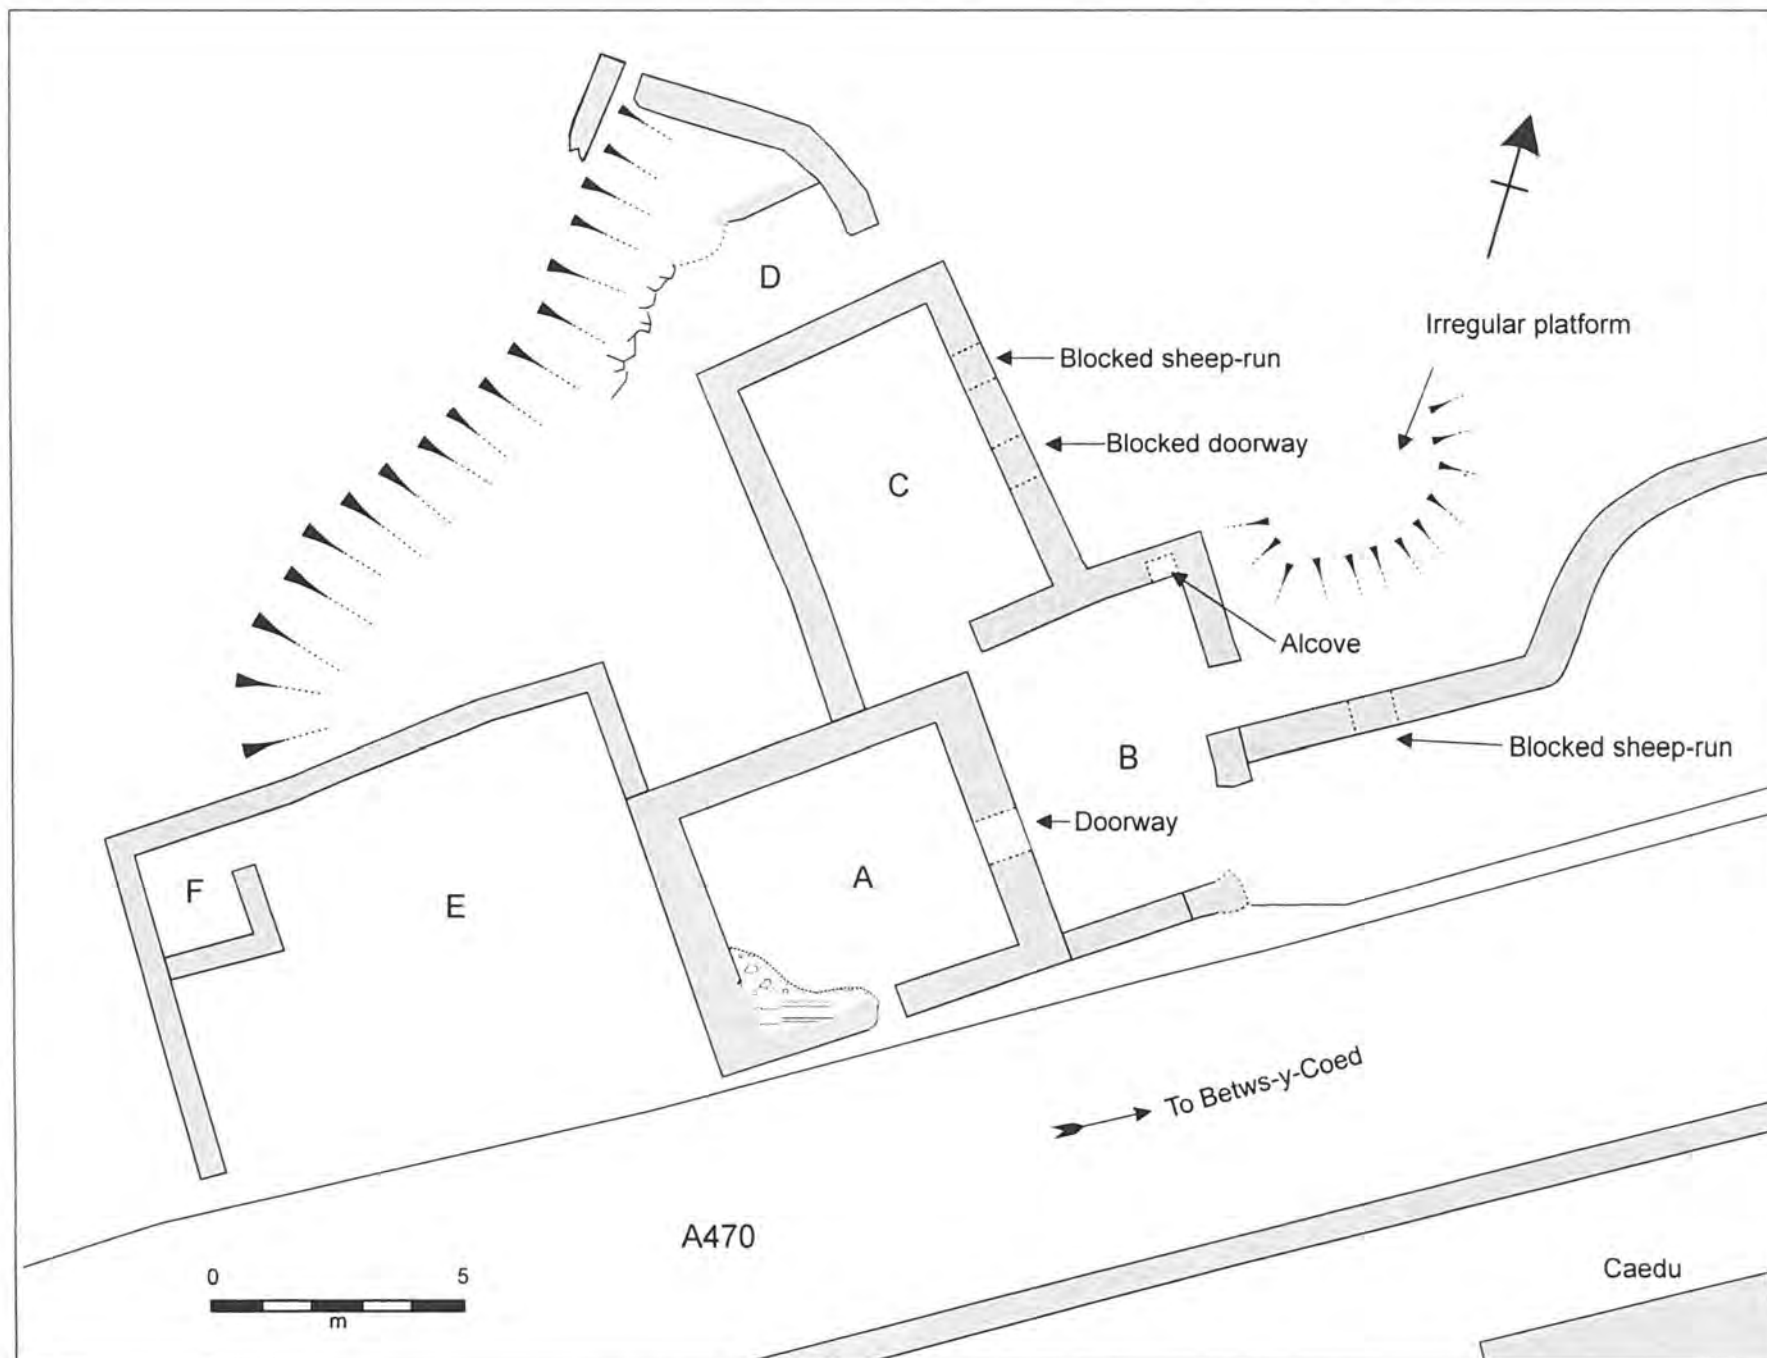 D
Irregular platform
Blocked sheep-run
Blocked doorway
C
Alcove
B
Blocked sheep-run
Doorway
A
F
E
To Betws-y-Coed
A470
Caedu
0 5
m